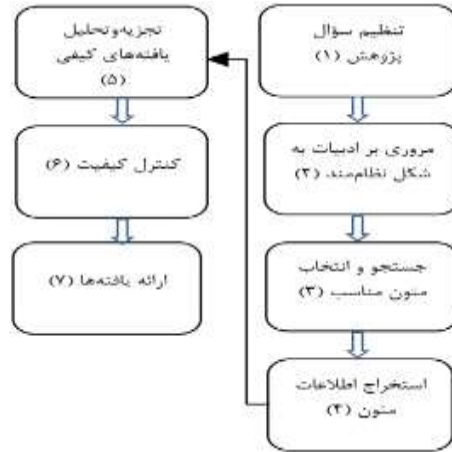 تنظیم سؤال
پژوهش (۱)
مروری بر ادبیات به
شکل نظام‌مند (۲)
جستجو و انتخاب
متون مناسب (۳)
استخراج اطلاعات
متون (۴)
تجزیه‌وتحلیل
یافته‌های کیفی
(۵)
کنترل کیفیت (۶)
ارائه یافته‌ها (۷)